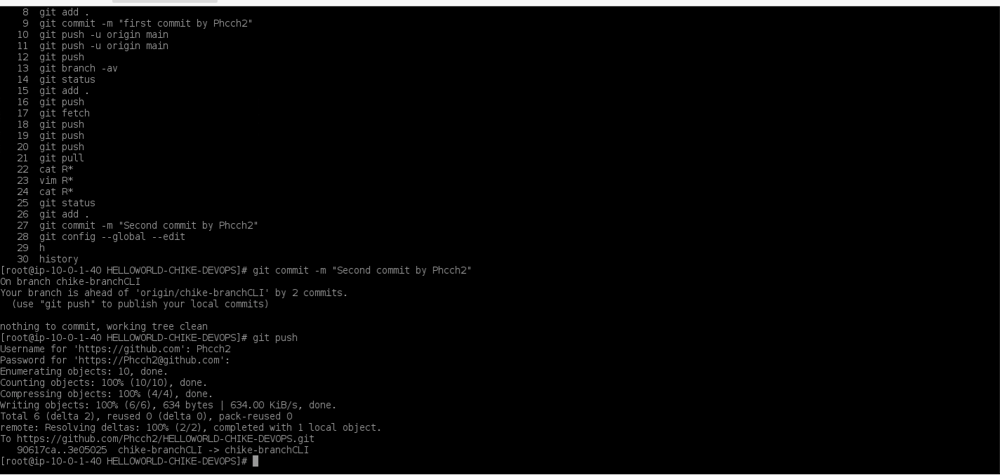 8 git add .
9 git commit -m "first commit by Phcch2"
10 git push -u origin main
11 git push -u origin main
12 git push
13 git branch -av
14 git status
15 git add .
16 git push
17 git fetch
18 git push
19 git push
20 git push
21 git pull
22 cat R*
23 vim R*
24 cat R*
25 git status
26 git add .
27 git commit -m "Second commit by Phcch2"
28 git config --global --edit
29 h
30 history
[root@ip-10-0-1-40 HELLOWORLD-CHIKE-DEVOPS]# git commit -m "Second commit by Phcch2"
On branch chike-branchCLI
Your branch is ahead of 'origin/chike-branchCLI' by 2 commits.
(use "git push" to publish your local commits)
nothing to commit, working tree clean
[root@ip-10-0-1-40 HELLOWORLD-CHIKE-DEVOPS]# git push
Username for 'https://github.com': Phcch2
Password for 'https://Phcch2@github.com':
Enumerating objects: 10, done.
Counting objects: 100% (10/10), done.
Compressing objects: 100% (4/4), done.
Writing objects: 100% (6/6), 634 bytes | 634.00 KiB/s, done.
Total 6 (delta 2), reused 0 (delta 0), pack-reused 0
remote: Resolving deltas: 100% (2/2), completed with 1 local object.
To https://github.com/Phcch2/HELLOWORLD-CHIKE-DEVOPS.git
90617ca..3e05025 chike-branchCLI -> chike-branchCLI
[root@ip-10-0-1-40 HELLOWORLD-CHIKE-DEVOPS]#